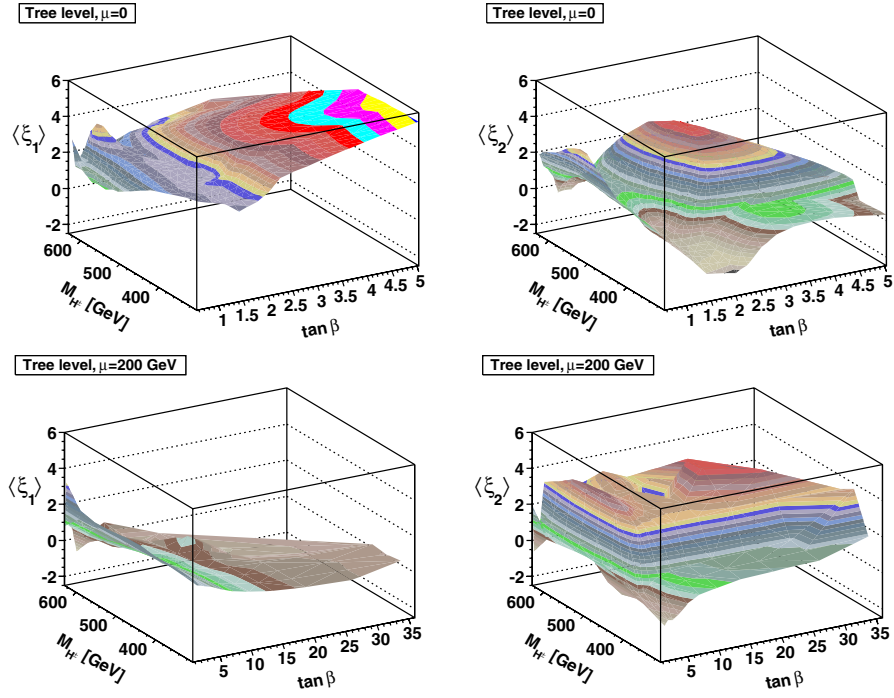 Tree level, μ=0
⟨ξ1⟩
6
4
2
0
-2
600
500
400
M_H± [GeV]
1 1.5 2 2.5 3 3.5 4 4.5 5
tan β
Tree level, μ=0
⟨ξ2⟩
6
4
2
0
-2
600
500
400
M_H± [GeV]
1 1.5 2 2.5 3 3.5 4 4.5 5
tan β
Tree level, μ=200 GeV
⟨ξ1⟩
6
4
2
0
-2
600
500
400
M_H± [GeV]
5 10 15 20 25 30 35
tan β
Tree level, μ=200 GeV
⟨ξ2⟩
6
4
2
0
-2
600
500
400
M_H± [GeV]
5 10 15 20 25 30 35
tan β